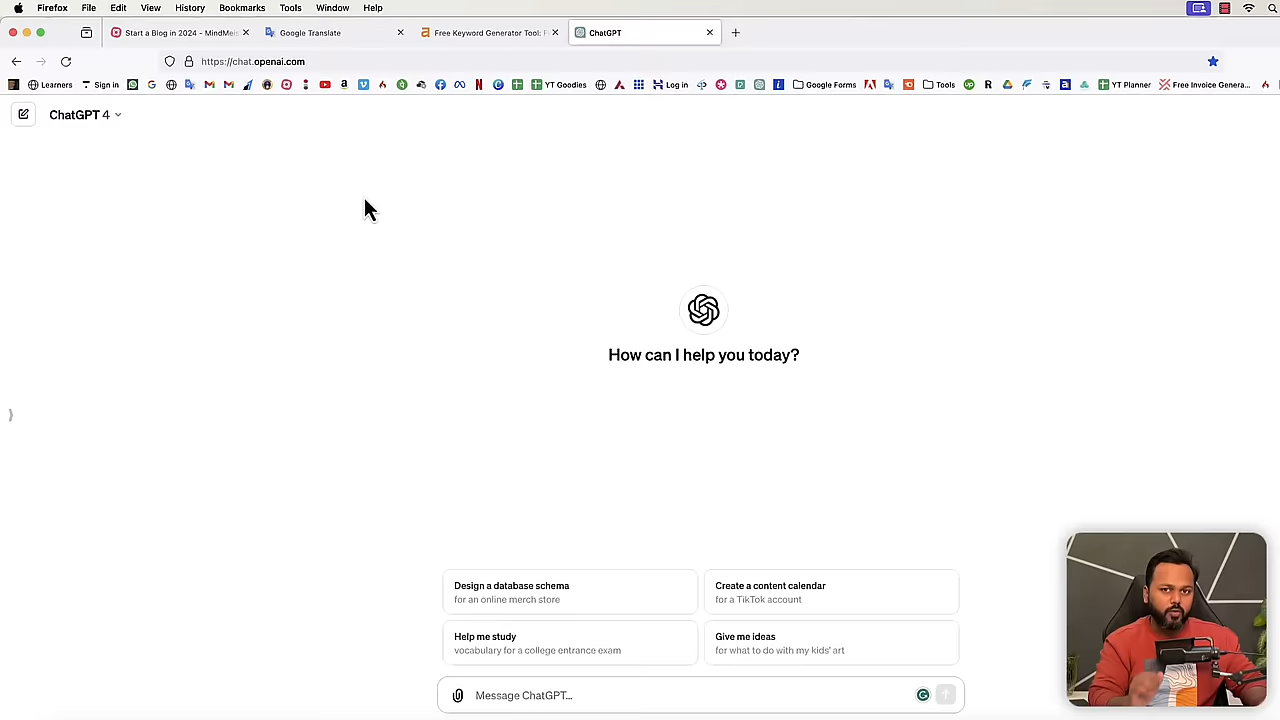 Firefox File Edit View History Bookmarks Tools Window Help
Start a Blog in 2024 - MindMeis Google Translate Free Keyword Generator Tool: F ChatGPT
https://chat.openai.com
Learners Sign in YT Goodies Log in Google Forms Tools YT Planner Free Invoice Genera...
ChatGPT 4
How can I help you today?
Design a database schema
for an online merch store
Create a content calendar
for a TikTok account
Help me study
vocabulary for a college entrance exam
Give me ideas
for what to do with my kids' art
Message ChatGPT...